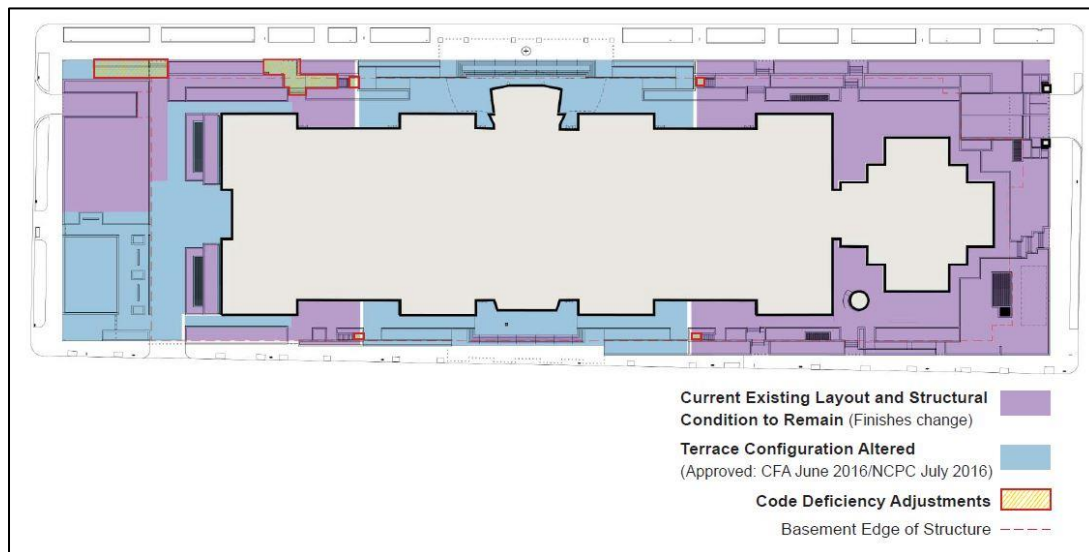 Current Existing Layout and Structural
Condition to Remain (Finishes change)
Terrace Configuration Altered
(Approved: CFA June 2016/NCPC July 2016)
Code Deficiency Adjustments
Basement Edge of Structure